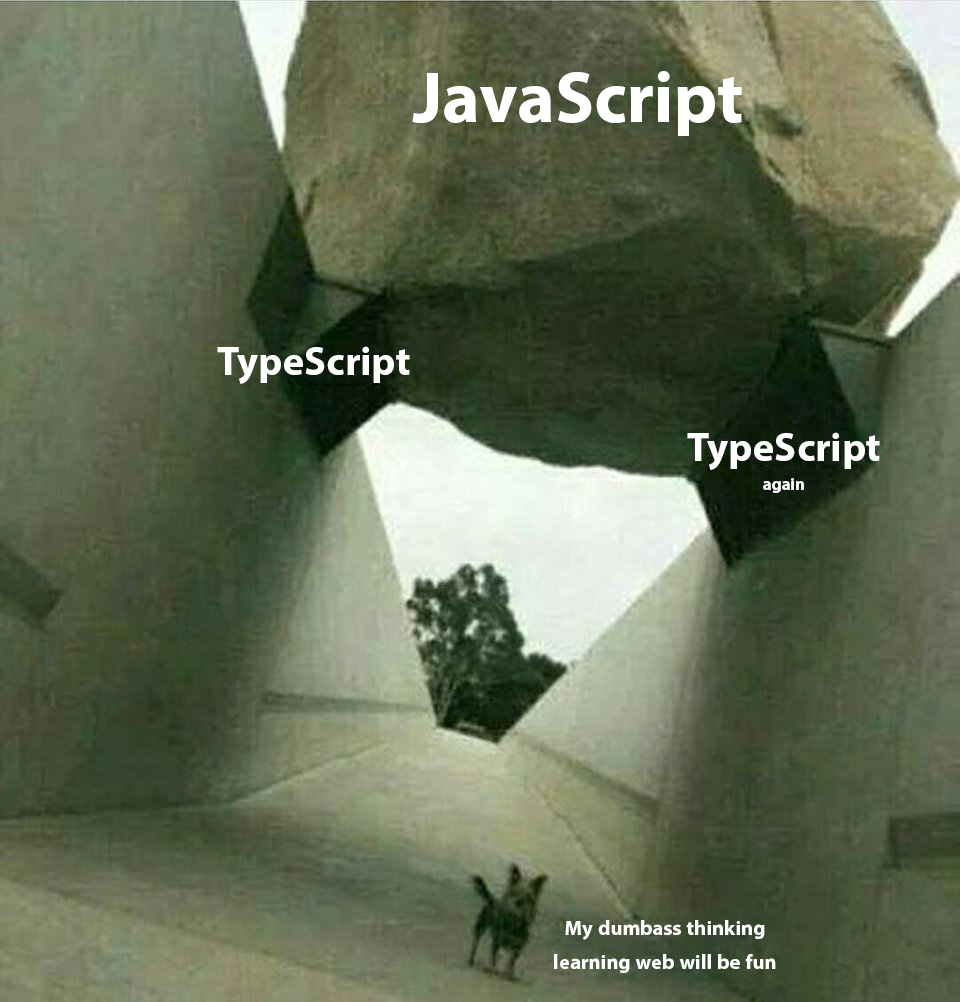 JavaScript
TypeScript
TypeScript
again
My dumbass thinking
learning web will be fun